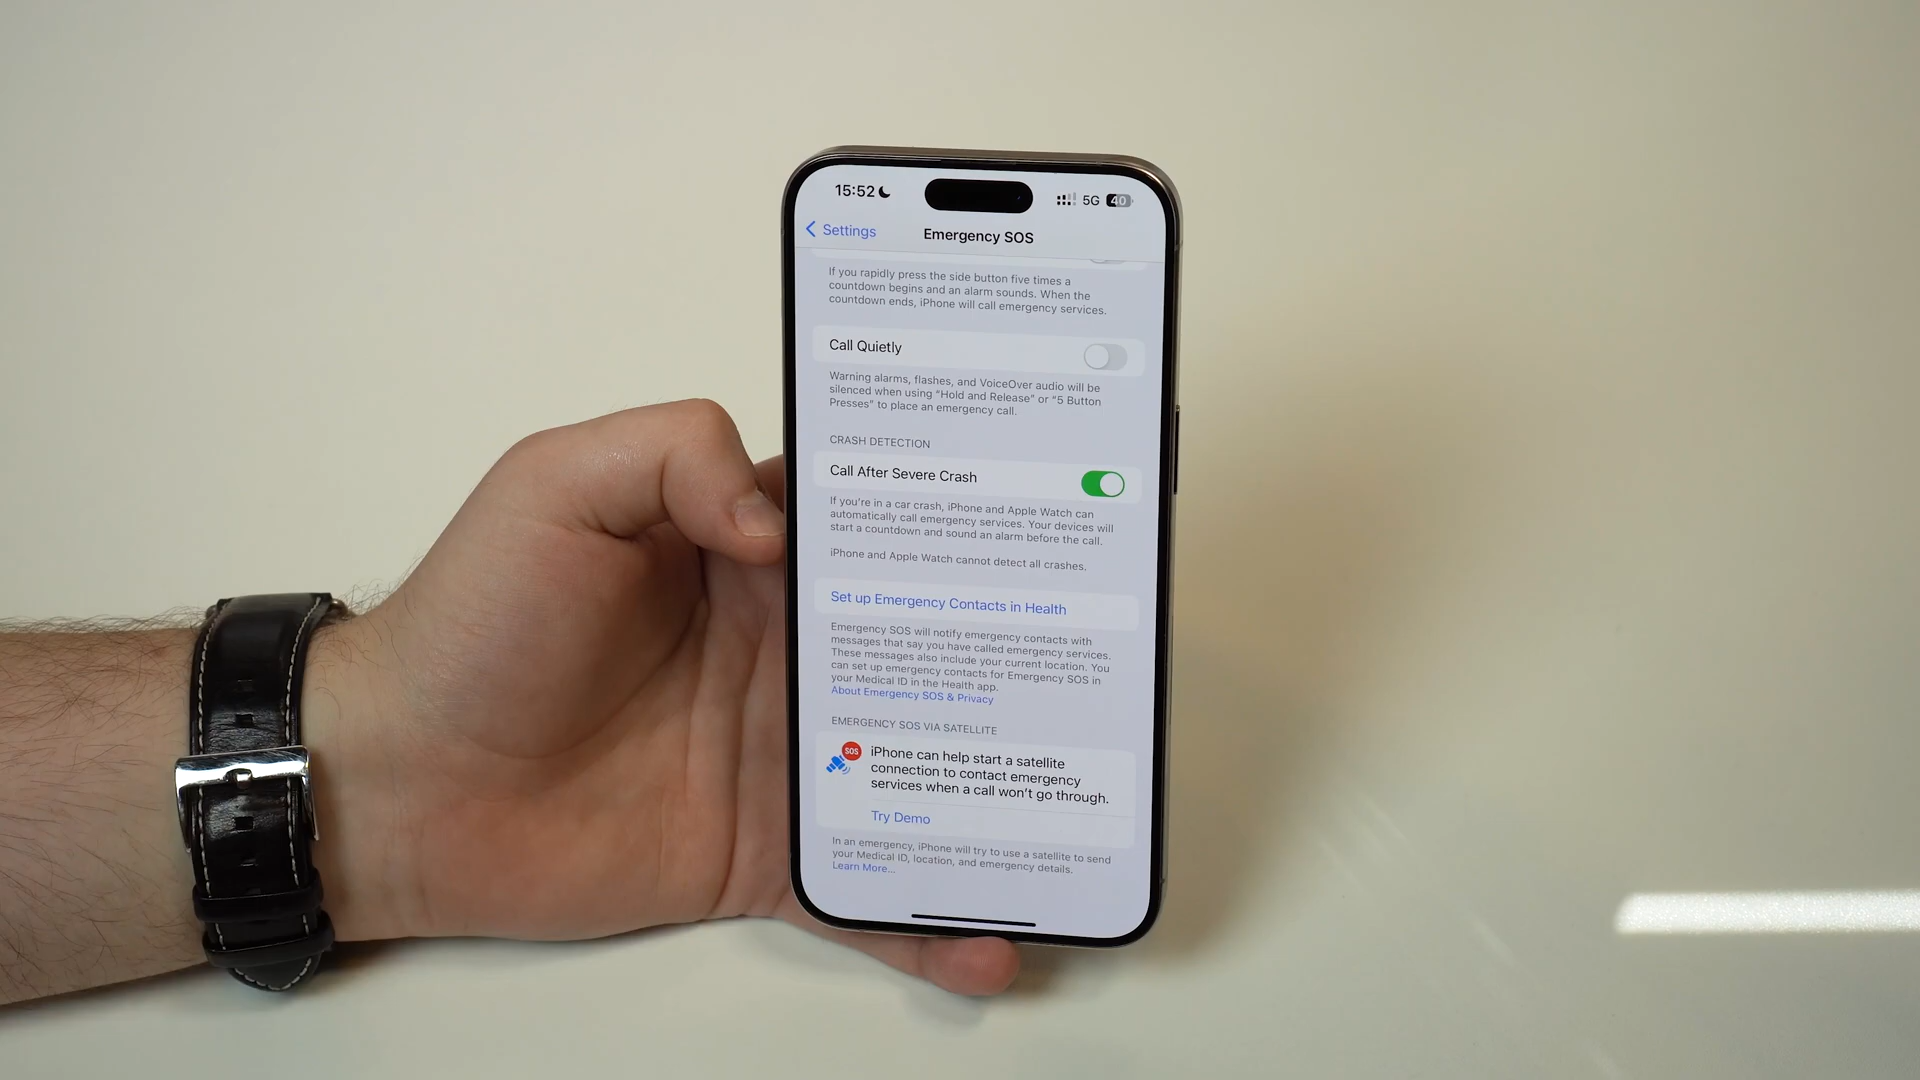 15:52
5G 40
Settings
Emergency SOS
If you rapidly press the side button five times a
countdown begins and an alarm sounds. When the
countdown ends, iPhone will call emergency services.
Call Quietly
Warning alarms, flashes, and VoiceOver audio will be
silenced when using "Hold and Release" or "5 Button
Presses" to place an emergency call.
CRASH DETECTION
Call After Severe Crash
If you're in a car crash, iPhone and Apple Watch can
automatically call emergency services. Your devices will
start a countdown and sound an alarm before the call.
iPhone and Apple Watch cannot detect all crashes.
Set up Emergency Contacts in Health
Emergency SOS will notify emergency contacts with
messages that say you have called emergency services.
These messages also include your current location. You
can set up emergency contacts for Emergency SOS in
your Medical ID in the Health app.
About Emergency SOS & Privacy
EMERGENCY SOS VIA SATELLITE
SOS
iPhone can help start a satellite
connection to contact emergency
services when a call won't go through.
Try Demo
In an emergency, iPhone will try to use a satellite to send
your Medical ID, location, and emergency details.
Learn More...